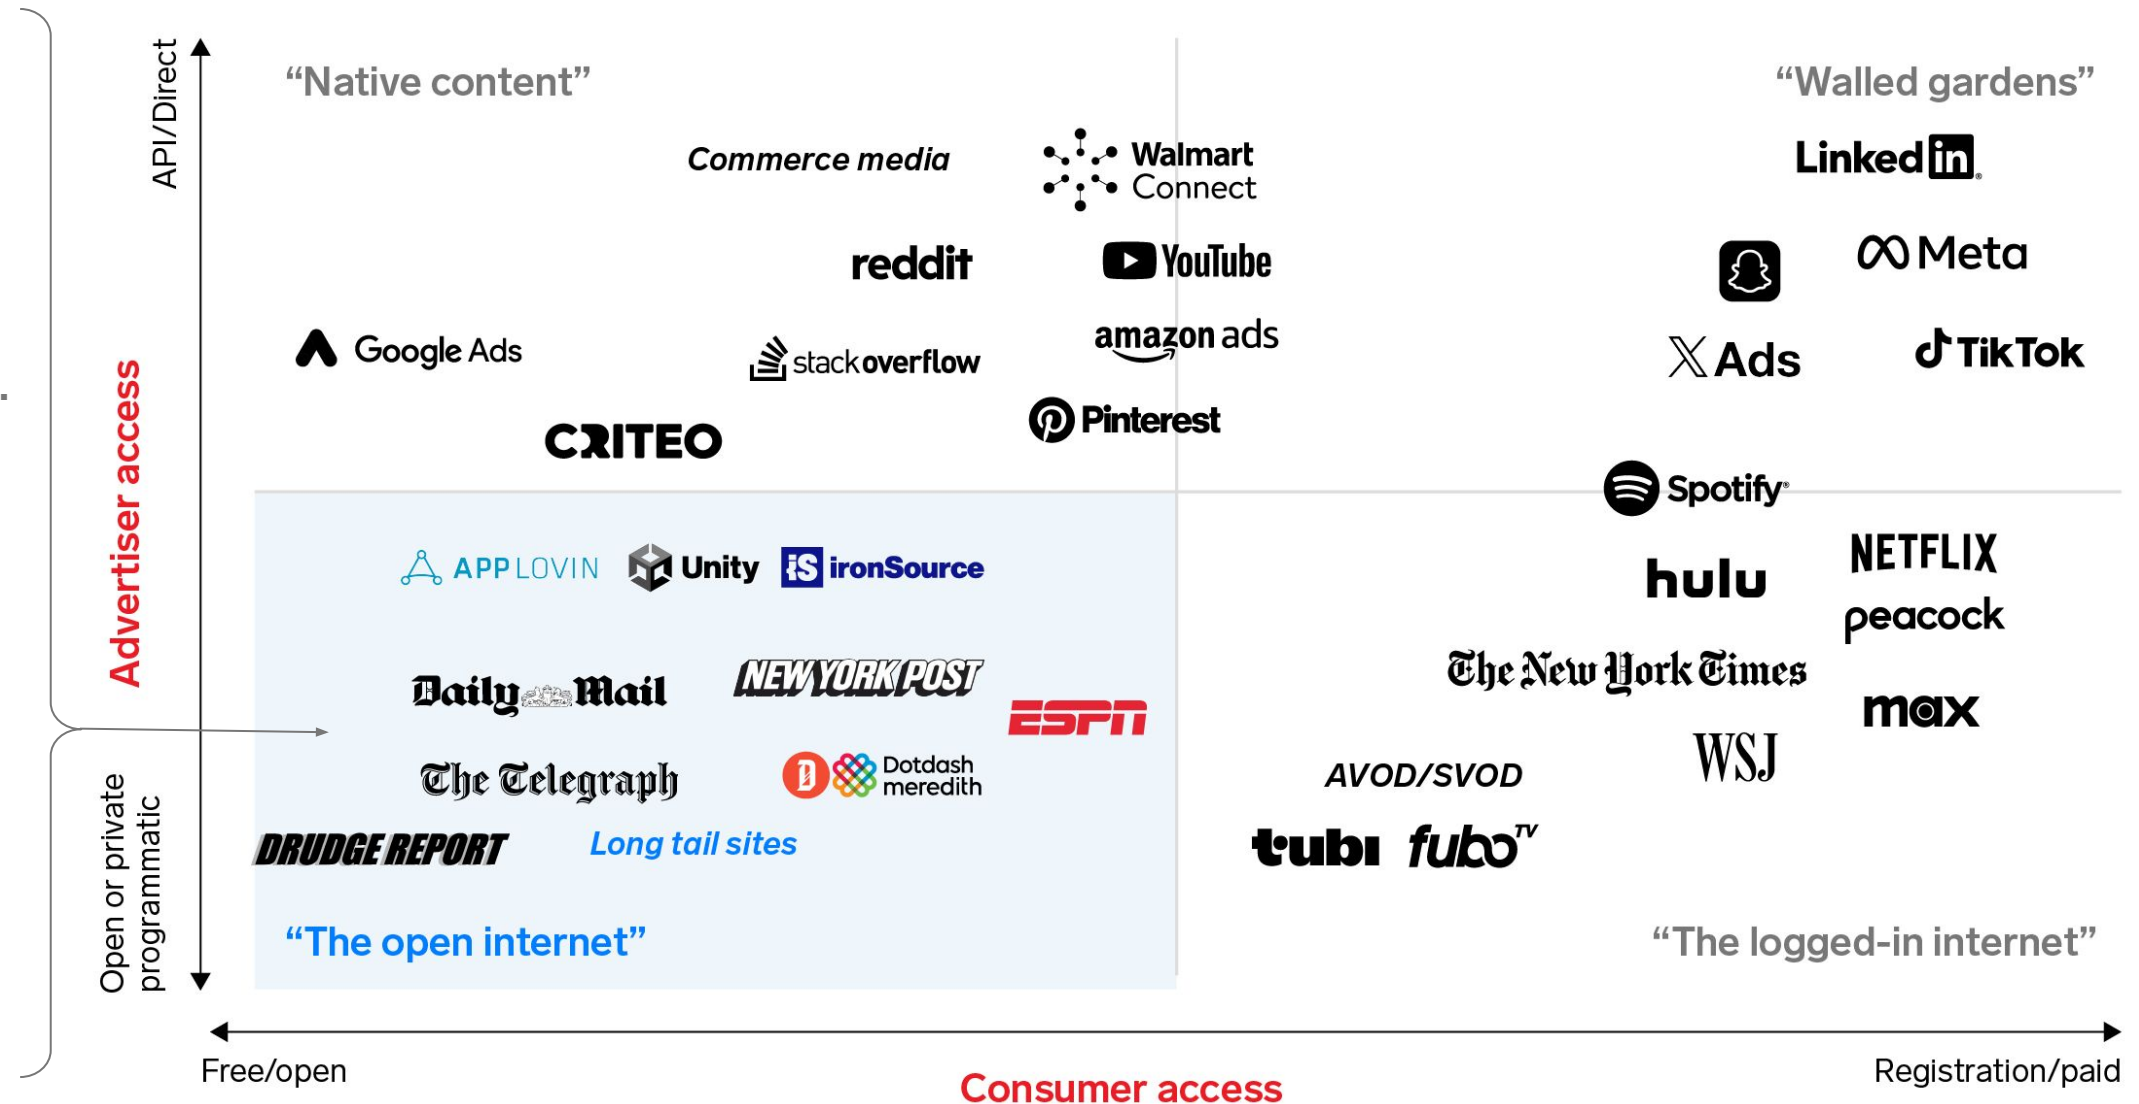 API/Direct
“Native content”
“Walled gardens”
Commerce media
Walmart
Connect
Linkedin
reddit
YouTube
Meta
Google Ads
stackoverflow
amazon ads
X Ads
TikTok
CRITEO
Pinterest
Advertiser access
Spotify
APPLOVIN
Unity
iS ironSource
hulu
NETFLIX
peacock
Daily Mail
NEW YORK POST
ESPN
The New York Times
max
The Telegraph
D Dotdash
meredith
AVOD/SVOD
WSJ
DRUDGE REPORT
Long tail sites
tubi
fuboTV
Open or private
programmatic
“The open internet”
“The logged-in internet”
Free/open
Consumer access
Registration/paid